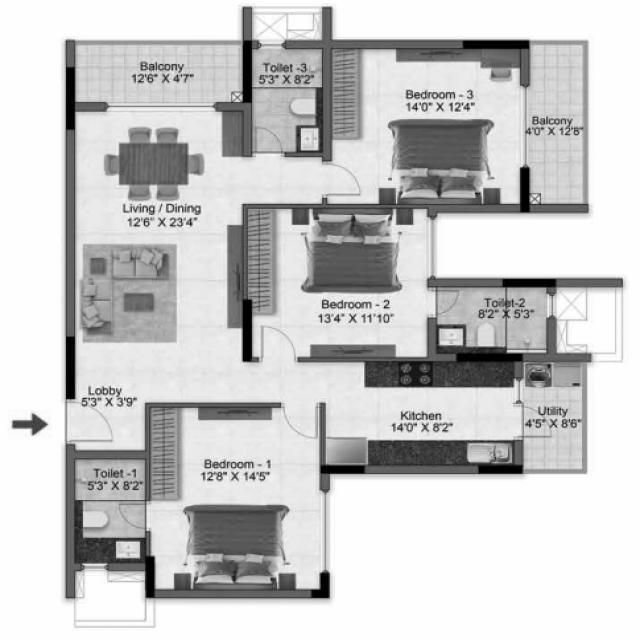 Balcony
12'6" X 4'7"
Toilet -3
5'3" X 8'2"
Bedroom - 3
14'0" X 12'4"
Balcony
4'0" X 12'8"
Living / Dining
12'6" X 23'4"
Bedroom - 2
13'4" X 11'10"
Toilet-2
8'2" X 5'3"
Lobby
5'3" X 3'9"
Kitchen
14'0" X 8'2"
Utility
4'5" X 8'6"
Toilet -1
5'3" X 8'2"
Bedroom - 1
12'8" X 14'5"